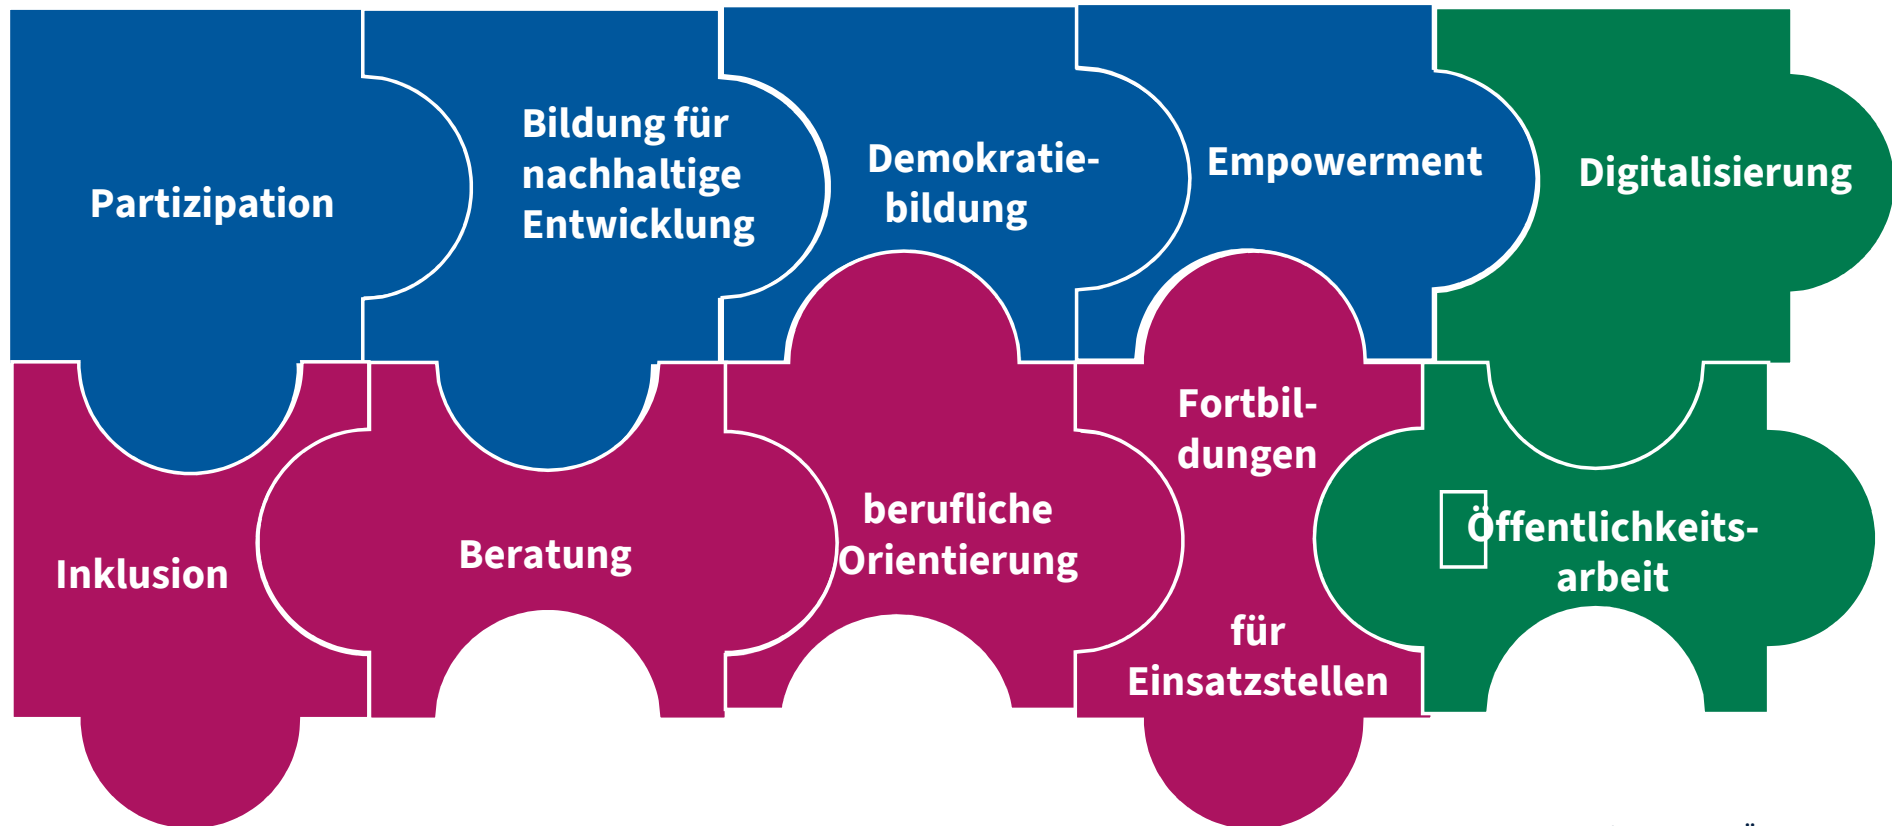 Partizipation
Bildung für
nachhaltige
Entwicklung
Demokratie-
bildung
Empowerment
Digitalisierung
Inklusion
Beratung
berufliche
Orientierung
Fortbil-
dungen
für
Einsatzstellen
Öffentlichkeits-
arbeit